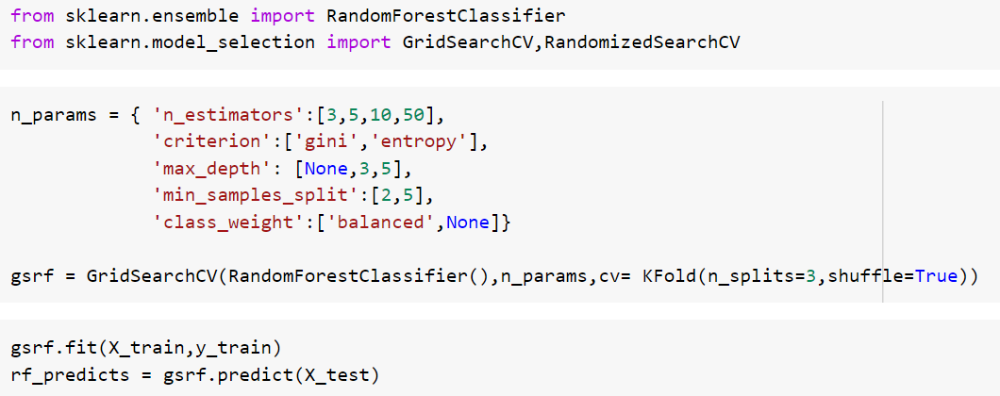 from sklearn.ensemble import RandomForestClassifier
from sklearn.model_selection import GridSearchCV,RandomizedSearchCV
n_params = { 'n_estimators':[3,5,10,50],
'criterion':['gini','entropy'],
'max_depth': [None,3,5],
'min_samples_split':[2,5],
'class_weight':['balanced',None]}
gsrf = GridSearchCV(RandomForestClassifier(),n_params,cv= KFold(n_splits=3,shuffle=True))
gsrf.fit(X_train,y_train)
rf_predicts = gsrf.predict(X_test)